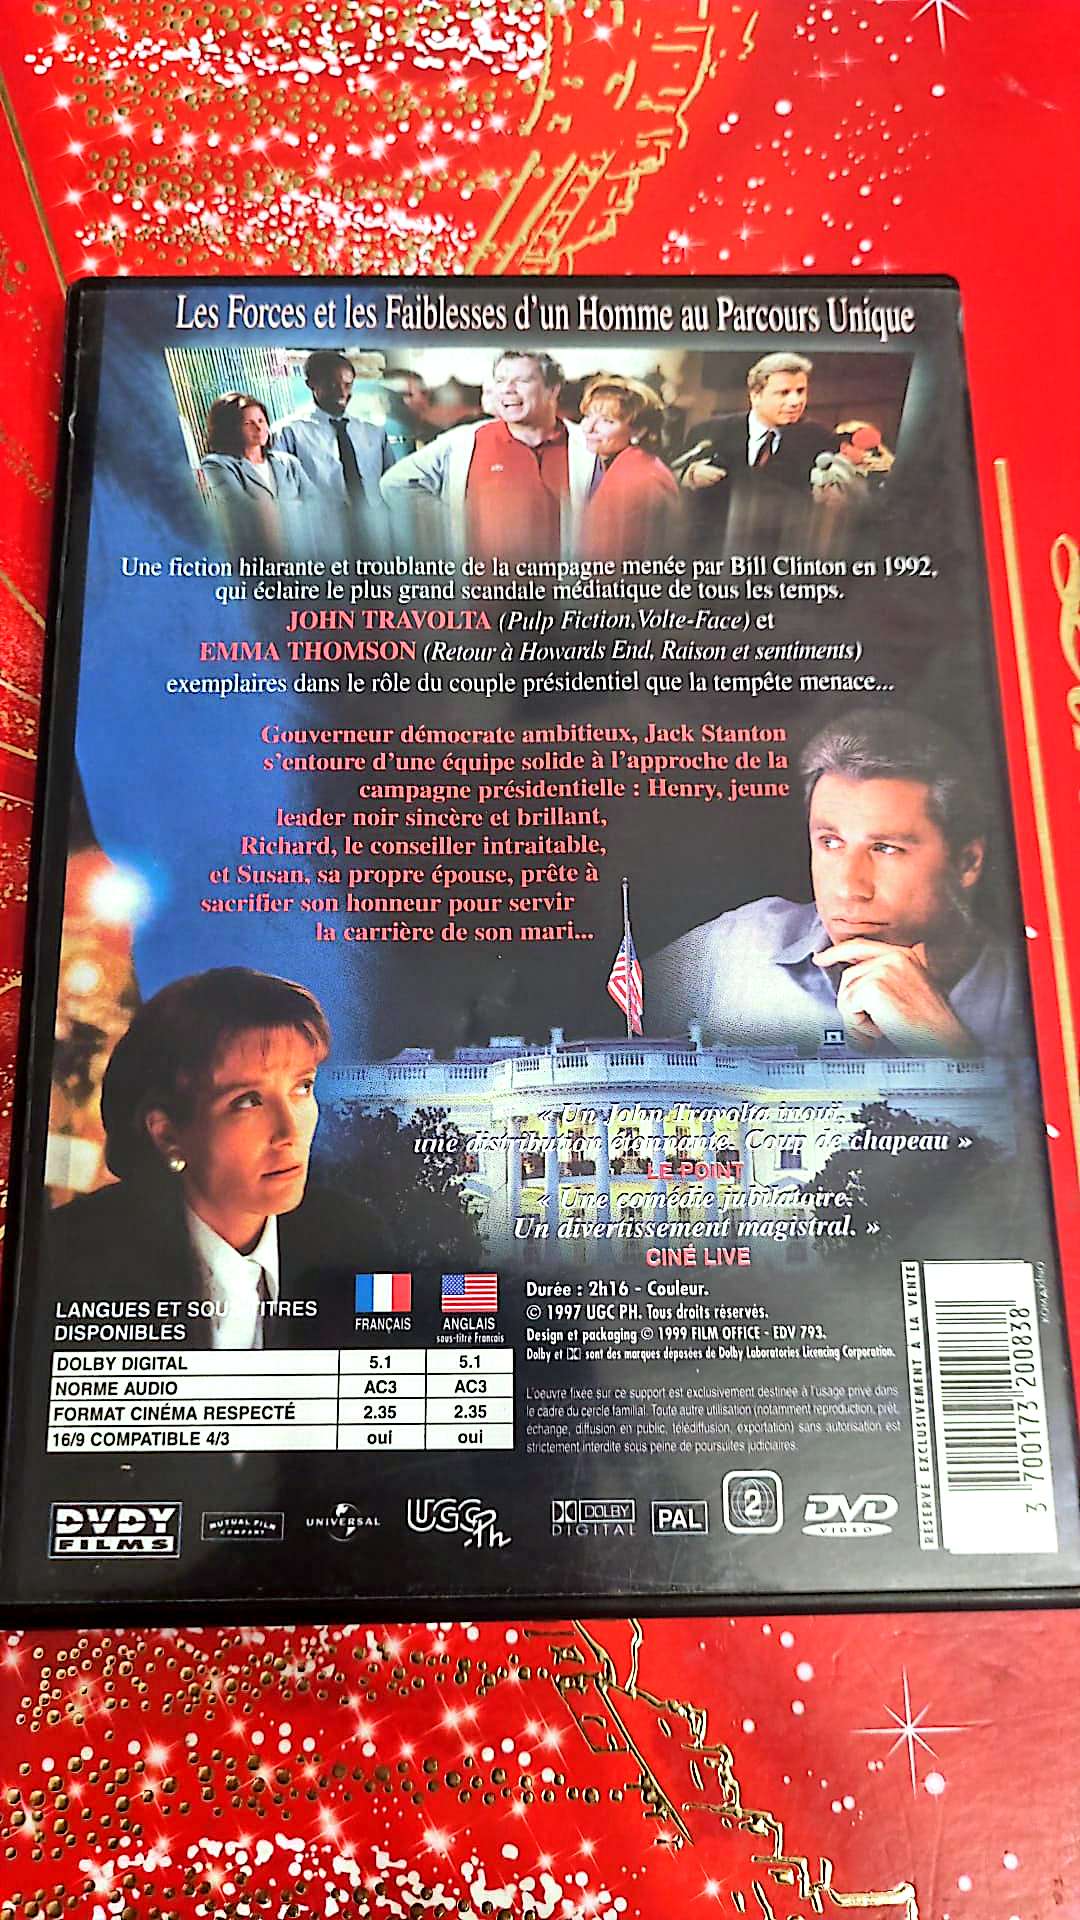 Les Forces et les Faiblesses d'un Homme au Parcours Unique
Une fiction hilarante et troublante de la campagne menée par Bill Clinton en 1992,
qui éclaire le plus grand scandale médiatique de tous les temps.
JOHN TRAVOLTA (Pulp Fiction, Volte-Face) et
EMMA THOMSON (Retour à Howards End, Raison et sentiments)
exemplaires dans le rôle du couple présidentiel que la tempête menace...
Gouverneur démocrate ambitieux, Jack Stanton
s'entoure d'une équipe solide à l'approche de la
campagne présidentielle : Henry, jeune
leader noir sincère et brillant,
Richard, le conseiller intraitable,
et Susan, sa propre épouse, prête à
sacrifier son honneur pour servir
la carrière de son mari...
« Un John Travolta inouï,
une distribution étonnante. Coup de chapeau »
LE POINT
« Une comédie jubilatoire.
Un divertissement magistral. »
CINÉ LIVE
LANGUES ET SOUS-TITRES
DISPONIBLES
FRANÇAIS
ANGLAIS
sous-titré Francais
DOLBY DIGITAL 5.1 5.1
NORME AUDIO AC3 AC3
FORMAT CINÉMA RESPECTÉ 2.35 2.35
16/9 COMPATIBLE 4/3 oui oui
Durée : 2h16 - Couleur.
© 1997 UGC PH. Tous droits réservés.
Design et packaging © 1999 FILM OFFICE - EDV 793.
Dolby et DD sont des marques déposées de Dolby Laboratories Licencing Corporation.
L'oeuvre fixée sur ce support est exclusivement destinée à l'usage privé dans
le cadre du cercle familial. Toute autre utilisation (notamment reproduction, prêt,
échange, diffusion en public, télédiffusion, exportation) sans autorisation est
strictement interdite sous peine de poursuites judiciaires.
RESERVE EXCLUSIVEMENT A LA VENTE
3 700173 200838
DVDY
FILMS
MUTUAL FILM
COMPANY
UNIVERSAL
UGC
Ph
DOLBY
DIGITAL
PAL
2
DVD
VIDEO